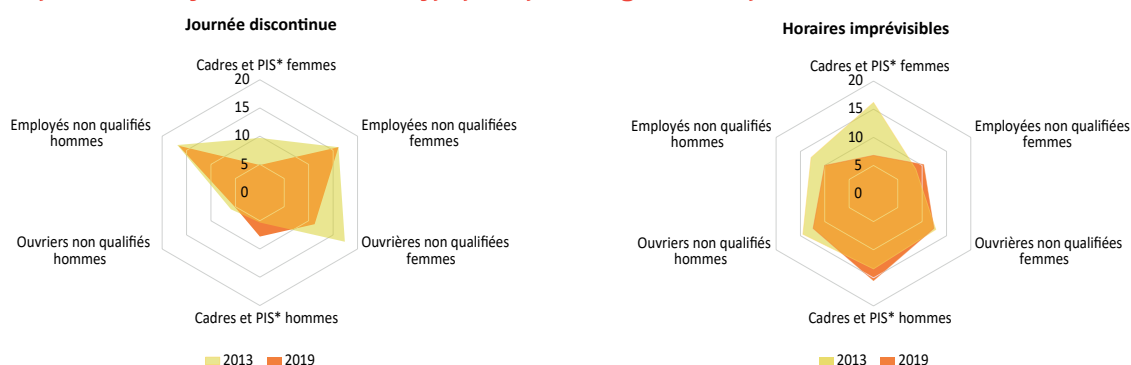 Journée discontinue
Cadres et PIS* femmes
20
15
10
5
0
Employés non qualifiés
hommes
Employées non qualifiées
femmes
Ouvriers non qualifiés
hommes
Ouvrières non qualifiées
femmes
Cadres et PIS* hommes
2013 2019
Horaires imprévisibles
Cadres et PIS* femmes
20
15
10
5
0
Employés non qualifiés
hommes
Employées non qualifiées
femmes
Ouvriers non qualifiés
hommes
Ouvrières non qualifiées
femmes
Cadres et PIS* hommes
2013 2019